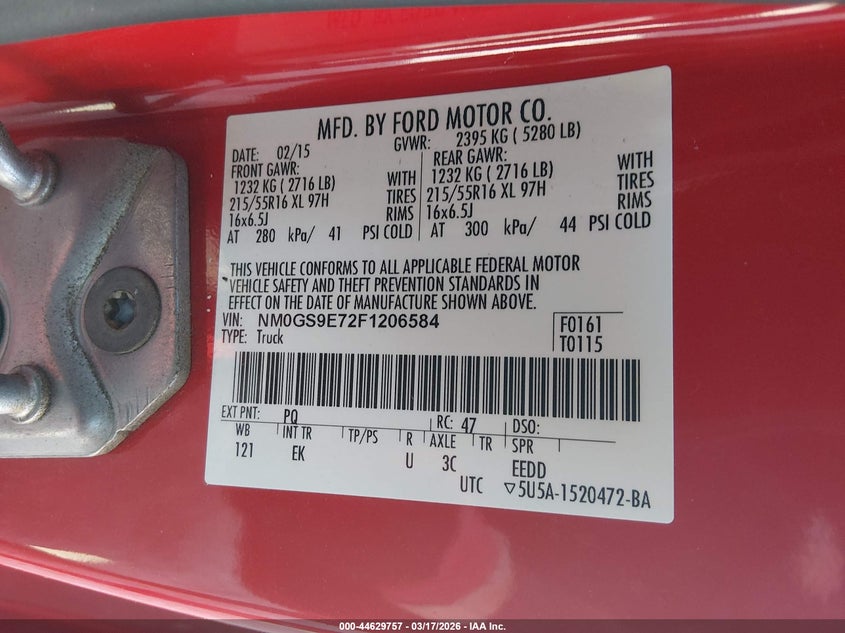 MFD. BY FORD MOTOR CO.
DATE: 02/15 GVWR: 2395 KG ( 5280 LB)
FRONT GAWR: REAR GAWR:
1232 KG ( 2716 LB) WITH 1232 KG ( 2716 LB) WITH
215/55R16 XL 97H TIRES 215/55R16 XL 97H TIRES
16x6.5J RIMS 16x6.5J RIMS
AT 280 kPa/ 41 PSI COLD AT 300 kPa/ 44 PSI COLD
THIS VEHICLE CONFORMS TO ALL APPLICABLE FEDERAL MOTOR
VEHICLE SAFETY AND THEFT PREVENTION STANDARDS IN
EFFECT ON THE DATE OF MANUFACTURE SHOWN ABOVE.
VIN: NM0GS9E72F1206584 F0161
TYPE: Truck T0115
EXT PNT: PQ RC: 47 DSO:
WB INT TR TP/PS R AXLE TR SPR
121 EK U 3C EEDD
UTC ▽5U5A-1520472-BA
000-44629757 - 03/17/2026 - IAA Inc.